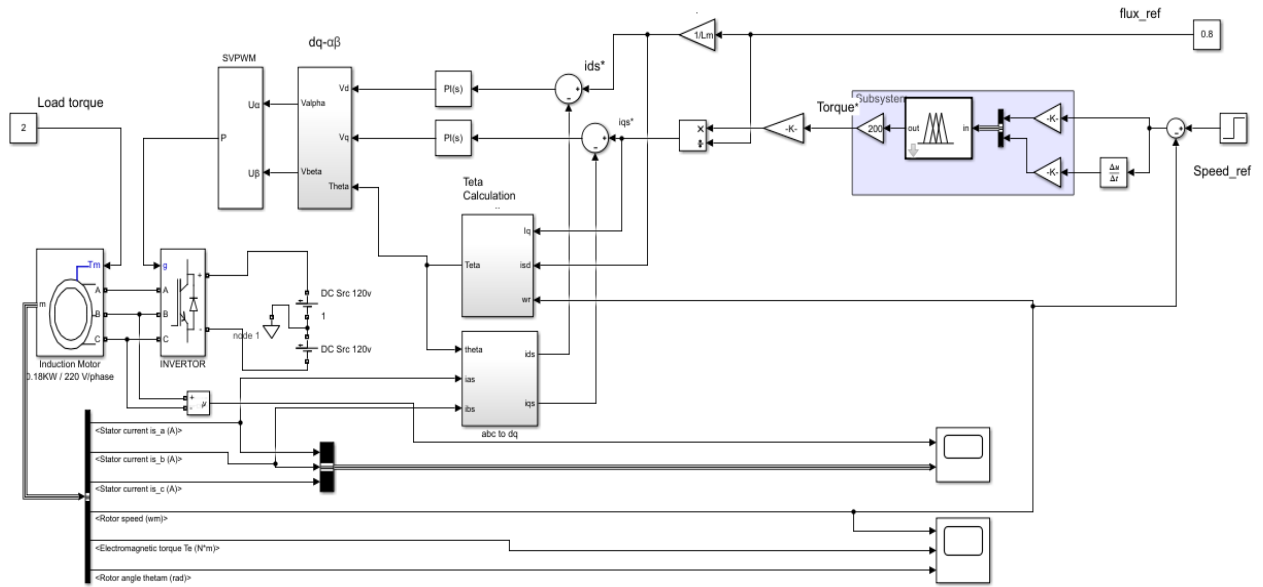 flux_ref
0.8
1/Lm
dq-αβ
SVPWM
ids*
Load torque
2
Uα
P
Uβ
Valpha
Vbeta
Vd
Vq
Theta
PI(s)
PI(s)
+
-
iqs*
+
-
×
÷
-K-
Torque*
Subsystem
200
out
in
-K-
-K-
Δu
Δt
+
-
Speed_ref
Teta
Calculation
..
Iq
Teta
isd
wr
Tm
m
A
B
C
Induction Motor
0.18KW / 220 V/phase
g
A
B
C
+
-
INVERTOR
DC Src 120v
1
node 1
DC Src 120v
theta
ias
ibs
ids
iqs
abc to dq
+
-
v
<Stator current is_a (A)>
<Stator current is_b (A)>
<Stator current is_c (A)>
<Rotor speed (wm)>
<Electromagnetic torque Te (N*m)>
<Rotor angle thetam (rad)>